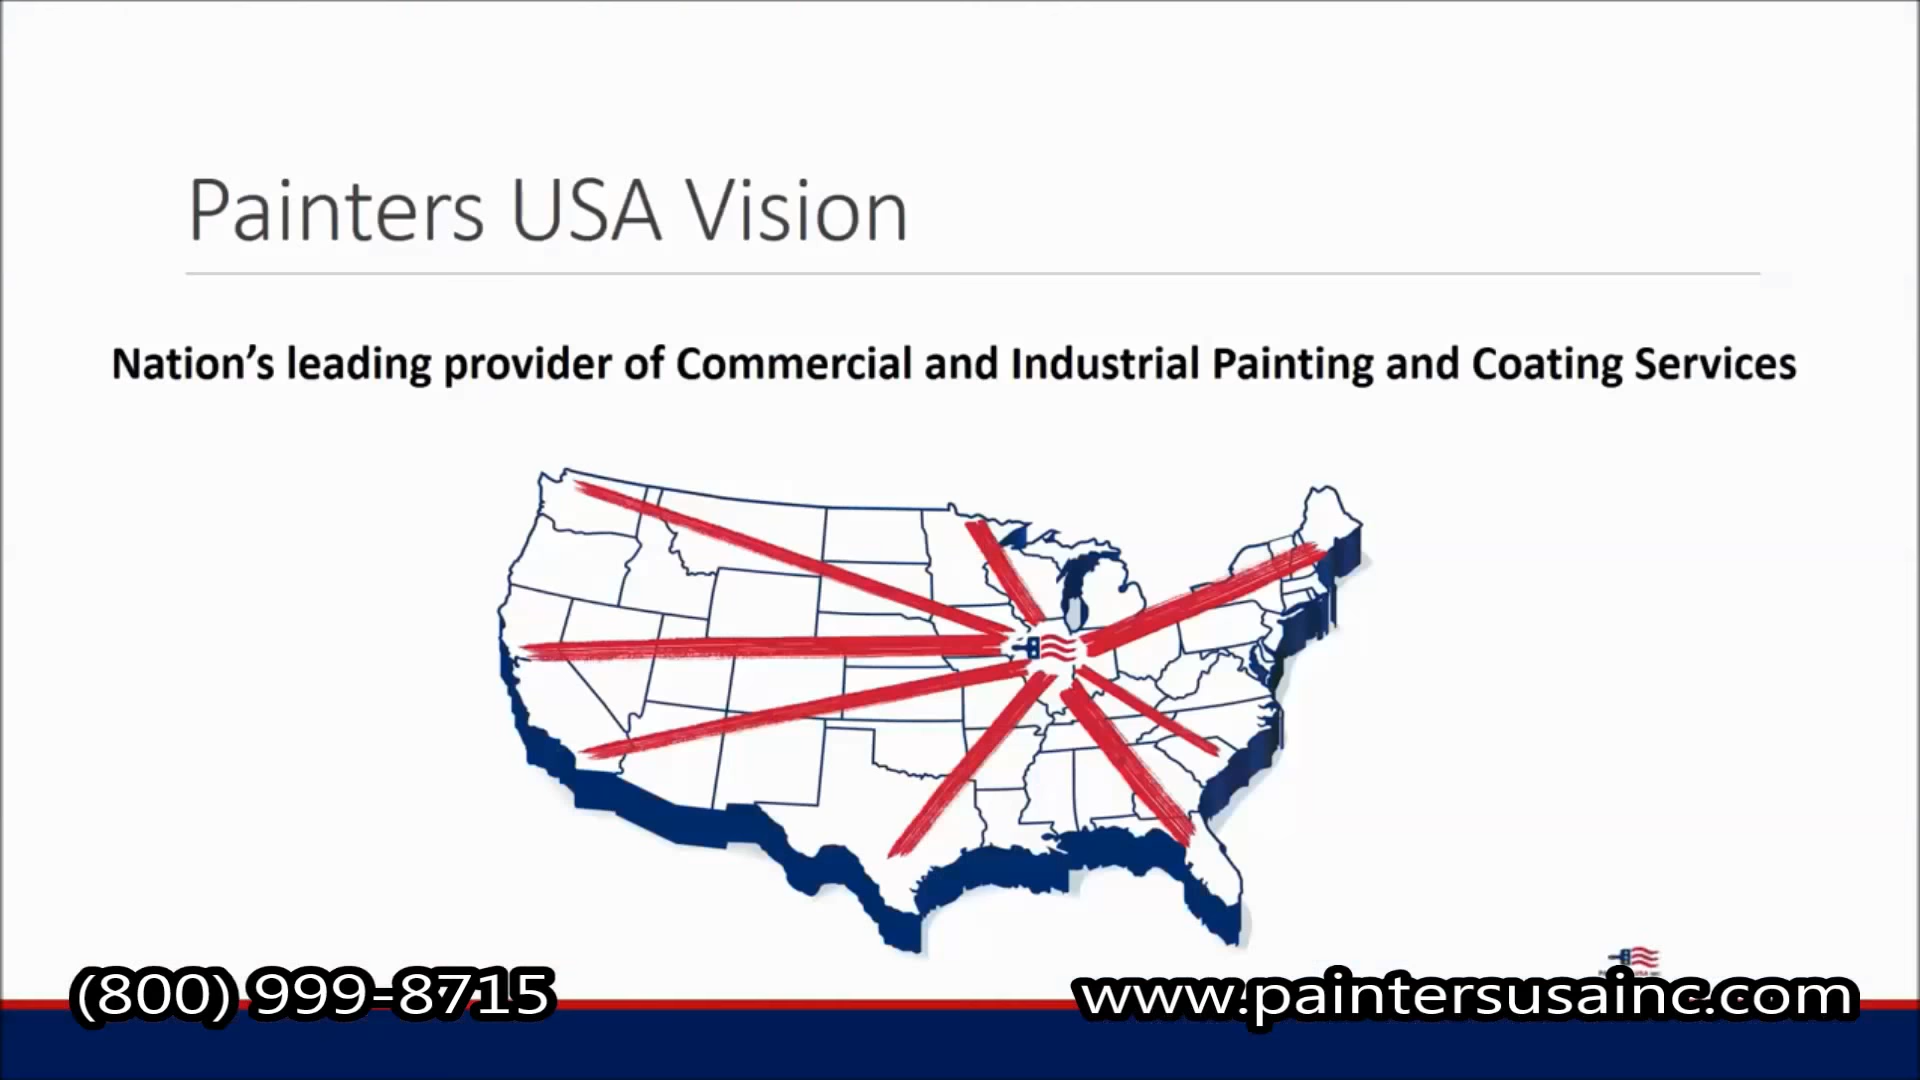 Painters USA Vision
Nation’s leading provider of Commercial and Industrial Painting and Coating Services
(800) 999-8715
www.paintersusainc.com